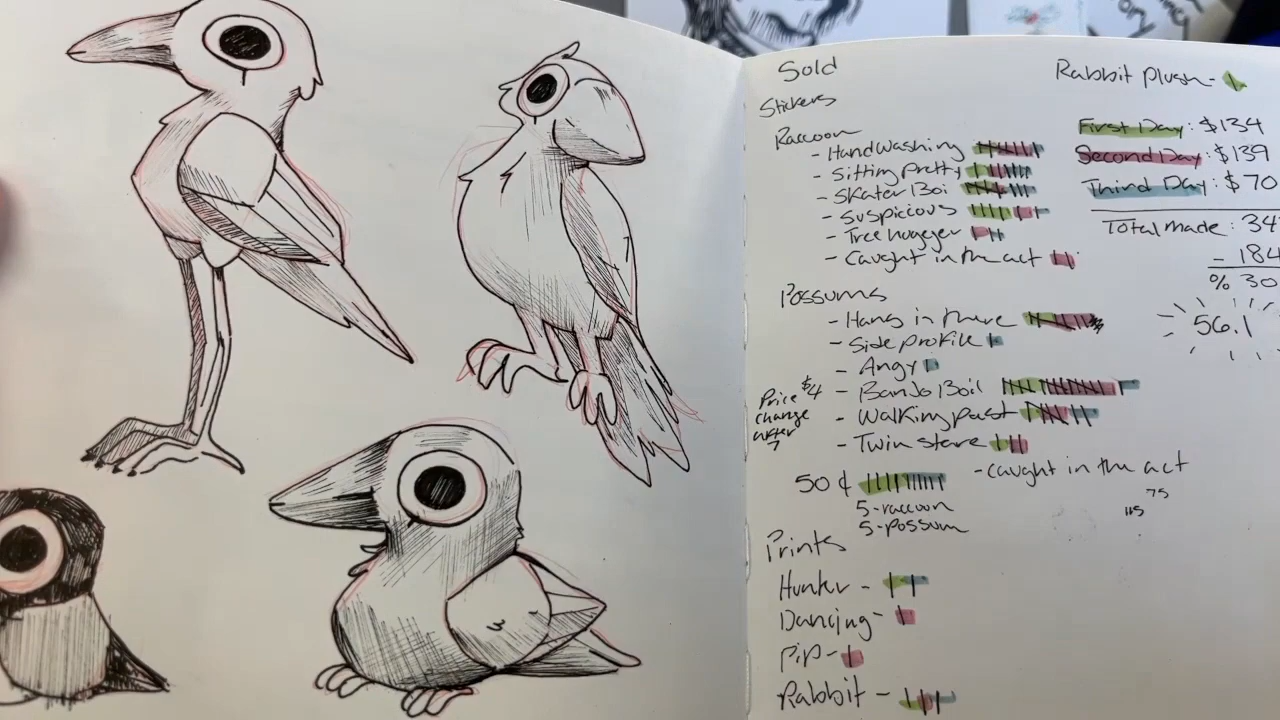 Sold
Rabbit Plush-
Stickers
First Day: $134
Second Day: $139
Third Day: $70
Total made: 34
- 184
% 30
56.1
Raccoon
- Handwashing
- Sitting Pretty
- Skater Boi
- Suspicious
- Tree hugger
- Caught in the act
Possums
- Hang in there
- Side profile
- Angry
Price $4
change
after
7
- Banjo Boil
- Walking past
- Twin stare
50¢
- caught in the act
5-raccoon
5-possum
75
115
Prints
Hunter -
Dancing-
Pip-
Rabbit -